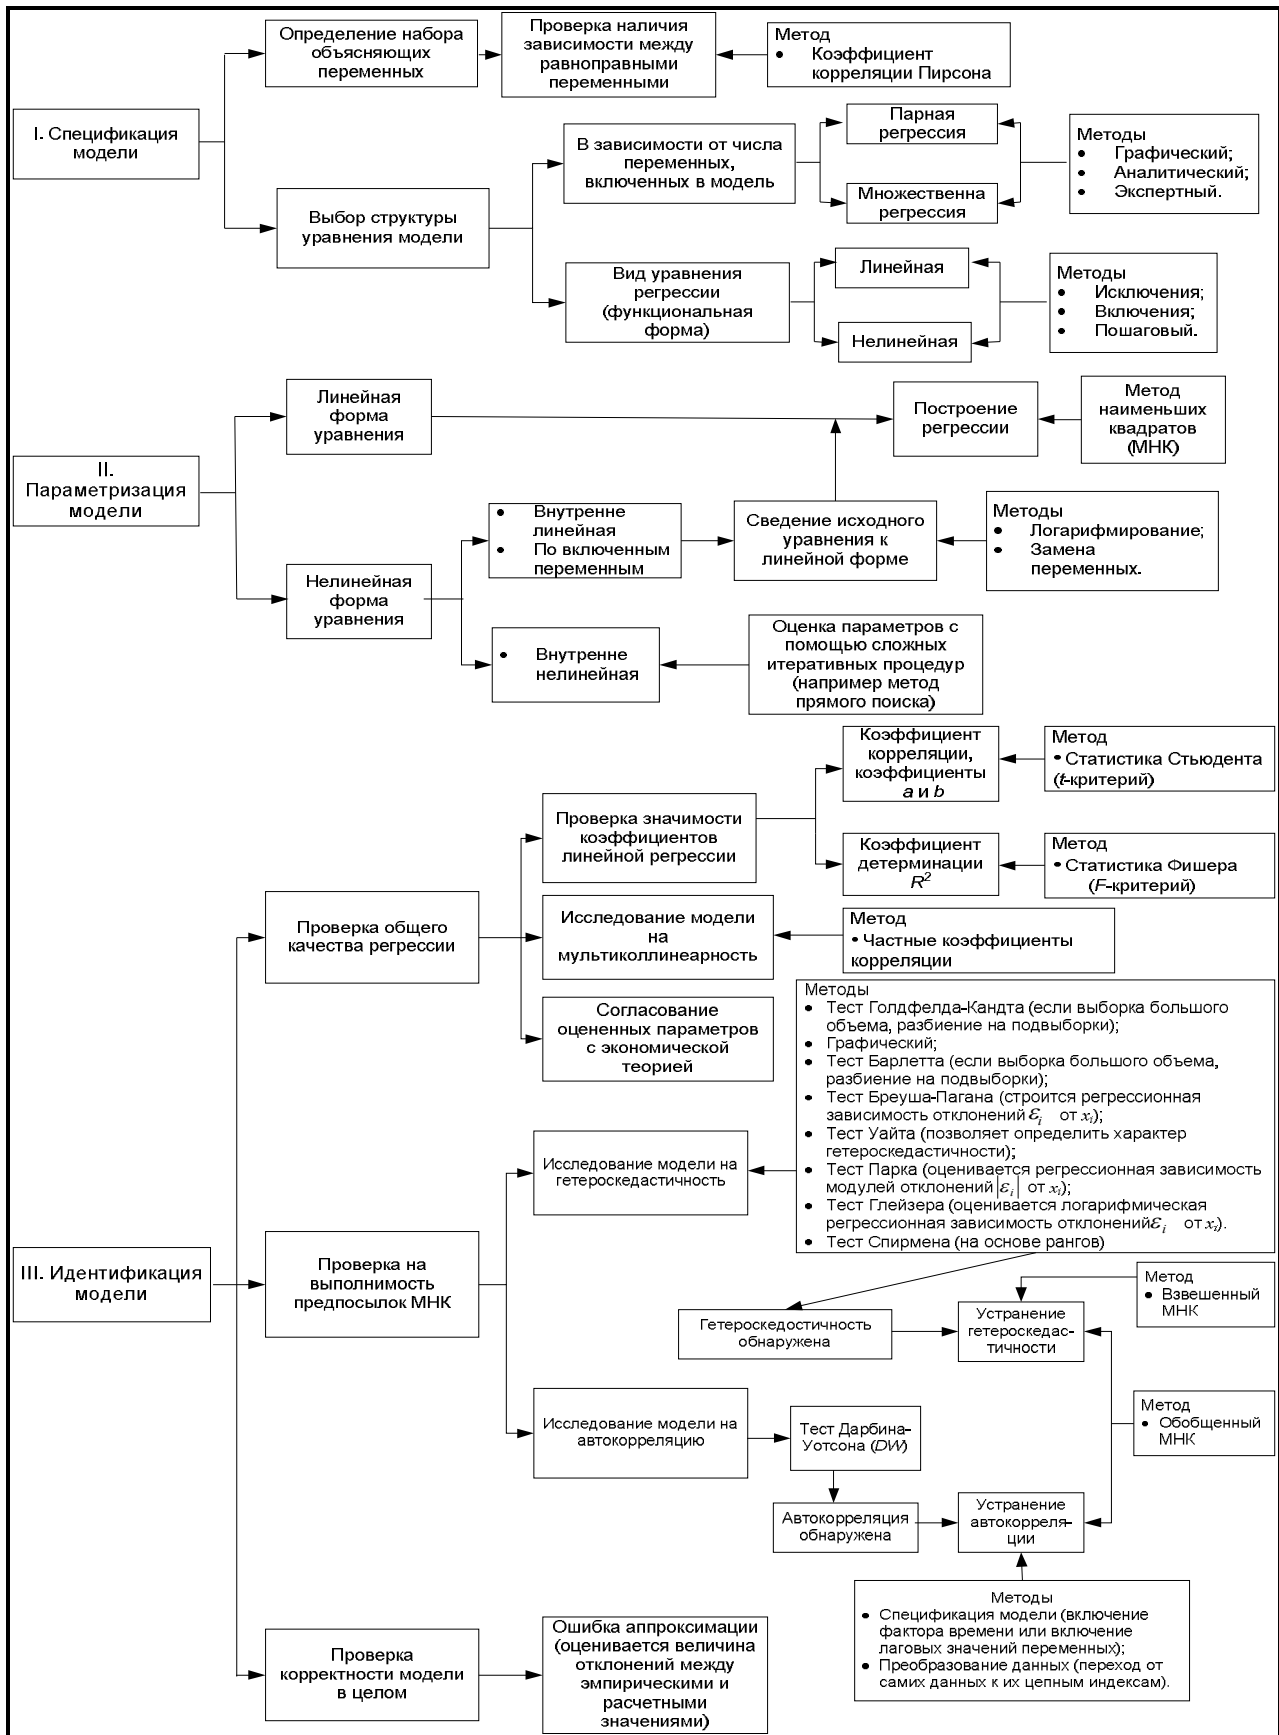 Определение набора
объясняющих
переменных
Проверка наличия
зависимости между
равноправными
переменными
Метод
• Коэффициент
корреляции Пирсона
I. Спецификация
модели
В зависимости от числа
переменных,
включенных в модель
Парная
регрессия
Множественна
регрессия
Методы
• Графический;
• Аналитический;
• Экспертный.
Выбор структуры
уравнения модели
Вид уравнения
регрессии
(функциональная
форма)
Линейная
Нелинейная
Методы
• Исключения;
• Включения;
• Пошаговый.
Линейная
форма
уравнения
Построение
регрессии
Метод
наименьших
квадратов
(МНК)
II.
Параметризация
модели
• Внутренне
линейная
• По включенным
переменным
Сведение исходного
уравнения к
линейной форме
Методы
• Логарифмирование;
• Замена
переменных.
Нелинейная
форма
уравнения
• Внутренне
нелинейная
Оценка параметров с
помощью сложных
итеративных процедур
(например метод
прямого поиска)
Коэффициент
корреляции,
коэффициенты
a и b
Метод
• Статистика Стьюдента
(t-критерий)
Проверка значимости
коэффициентов
линейной регрессии
Коэффициент
детерминации
R²
Метод
• Статистика Фишера
(F-критерий)
Проверка общего
качества регрессии
Исследование модели
на
мультиколлинеарность
Метод
• Частные коэффициенты
корреляции
Согласование
оцененных параметров
с экономической
теорией
Методы
• Тест Голдфелда-Кандта (если выборка большого
объема, разбиение на подвыборки);
• Графический;
• Тест Барлетта (если выборка большого объема,
разбиение на подвыборки);
• Тест Бреуша-Пагана (строится регрессионная
зависимость отклонений εᵢ от xᵢ);
• Тест Уайта (позволяет определить характер
гетероскедастичности);
• Тест Парка (оценивается регрессионная зависимость
модулей отклонений |εᵢ| от xᵢ);
• Тест Глейзера (оценивается логарифмическая
регрессионная зависимость отклонений εᵢ от xᵢ).
• Тест Спирмена (на основе рангов)
Исследование модели на
гетероскедастичность
III. Идентификация
модели
Проверка на
выполнимость
предпосылок МНК
Гетероскедостичность
обнаружена
Устранение
гетероскедас-
тичности
Метод
• Взвешенный
МНК
Исследование модели на
автокорреляцию
Тест Дарбина-
Уотсона (DW)
Метод
• Обобщенный
МНК
Автокорреляция
обнаружена
Устранение
автокорреля-
ции
Методы
• Спецификация модели (включение
фактора времени или включение
лаговых значений переменных);
• Преобразование данных (переход от
самих данных к их цепным индексам).
Проверка
корректности модели
в целом
Ошибка аппроксимации
(оценивается величина
отклонений между
эмпирическими и
расчетными
значениями)